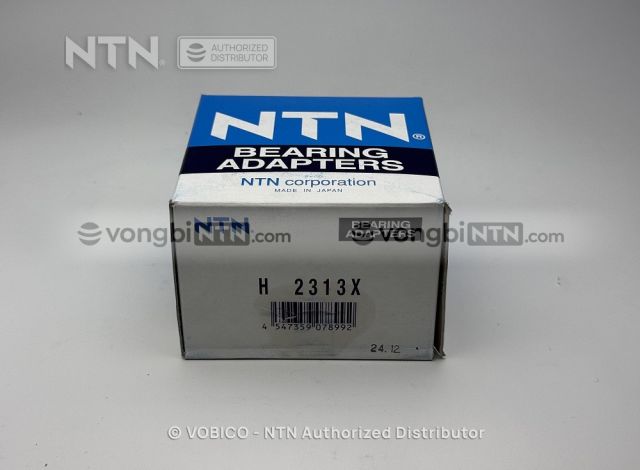 NTN®
AUTHORIZED
DISTRIBUTOR
NTN®
BEARING
ADAPTERS
NTN corporation
MADE IN JAPAN
NTN
BEARING
ADAPTERS
vongbiNTN.com
vongbiNTN.com
H 2313X
4 547359 078992
24.12
© VOBICO - NTN Authorized Distributor